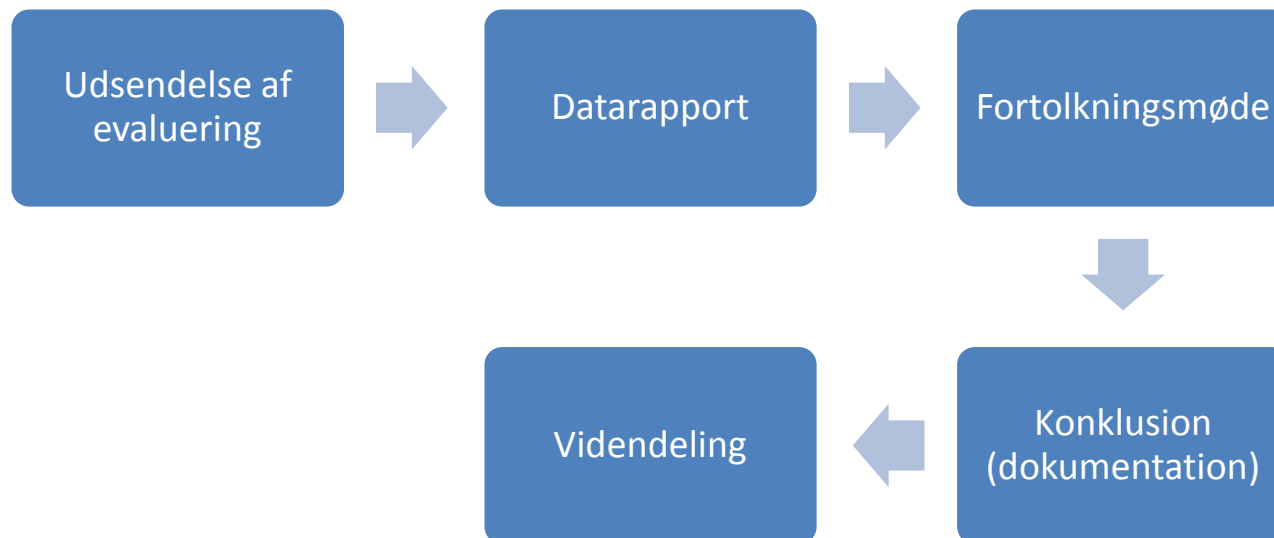 Udsendelse af
evaluering
Datarapport
Fortolkningsmøde
Konklusion
(dokumentation)
Videndeling